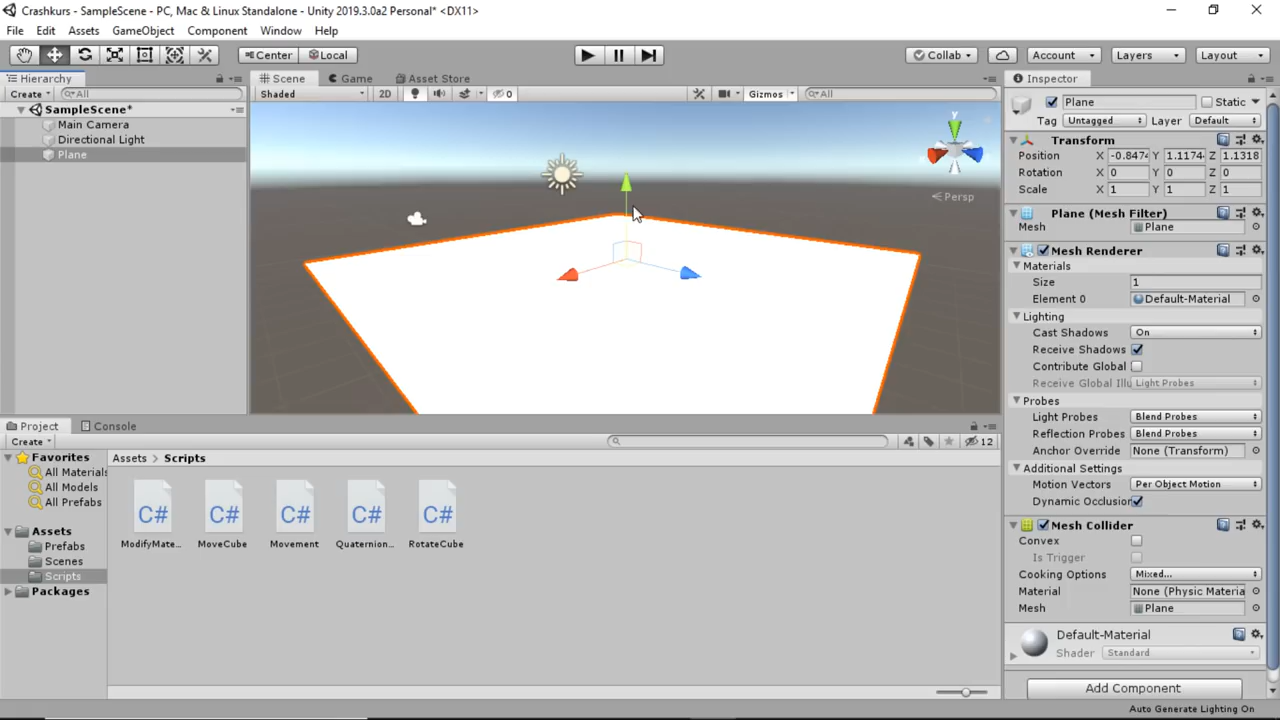 Crashkurs - SampleScene - PC, Mac & Linux Standalone - Unity 2019.3.0a2 Personal* <DX11>
File Edit Assets GameObject Component Window Help
Center Local Collab Account Layers Layout
Hierarchy
Create All
SampleScene*
Main Camera
Directional Light
Plane
Scene Game Asset Store
Shaded 2D 0 Gizmos All
Y
Persp
Inspector
Plane Static
Tag Untagged Layer Default
Transform
Position X -0.8474 Y 1.1174 Z 1.1318
Rotation X 0 Y 0 Z 0
Scale X 1 Y 1 Z 1
Plane (Mesh Filter)
Mesh Plane
Mesh Renderer
Materials
Size 1
Element 0 Default-Material
Lighting
Cast Shadows On
Receive Shadows
Contribute Global
Receive Global Illu Light Probes
Probes
Light Probes Blend Probes
Reflection Probes Blend Probes
Anchor Override None (Transform)
Additional Settings
Motion Vectors Per Object Motion
Dynamic Occlusion
Mesh Collider
Convex
Is Trigger
Cooking Options Mixed...
Material None (Physic Materia
Mesh Plane
Default-Material
Shader Standard
Add Component
Project Console
Create 12
Favorites
All Materials
All Models
All Prefabs
Assets
Prefabs
Scenes
Scripts
Packages
Assets > Scripts
C# C# C# C# C#
ModifyMate... MoveCube Movement Quaternion... RotateCube
Auto Generate Lighting On